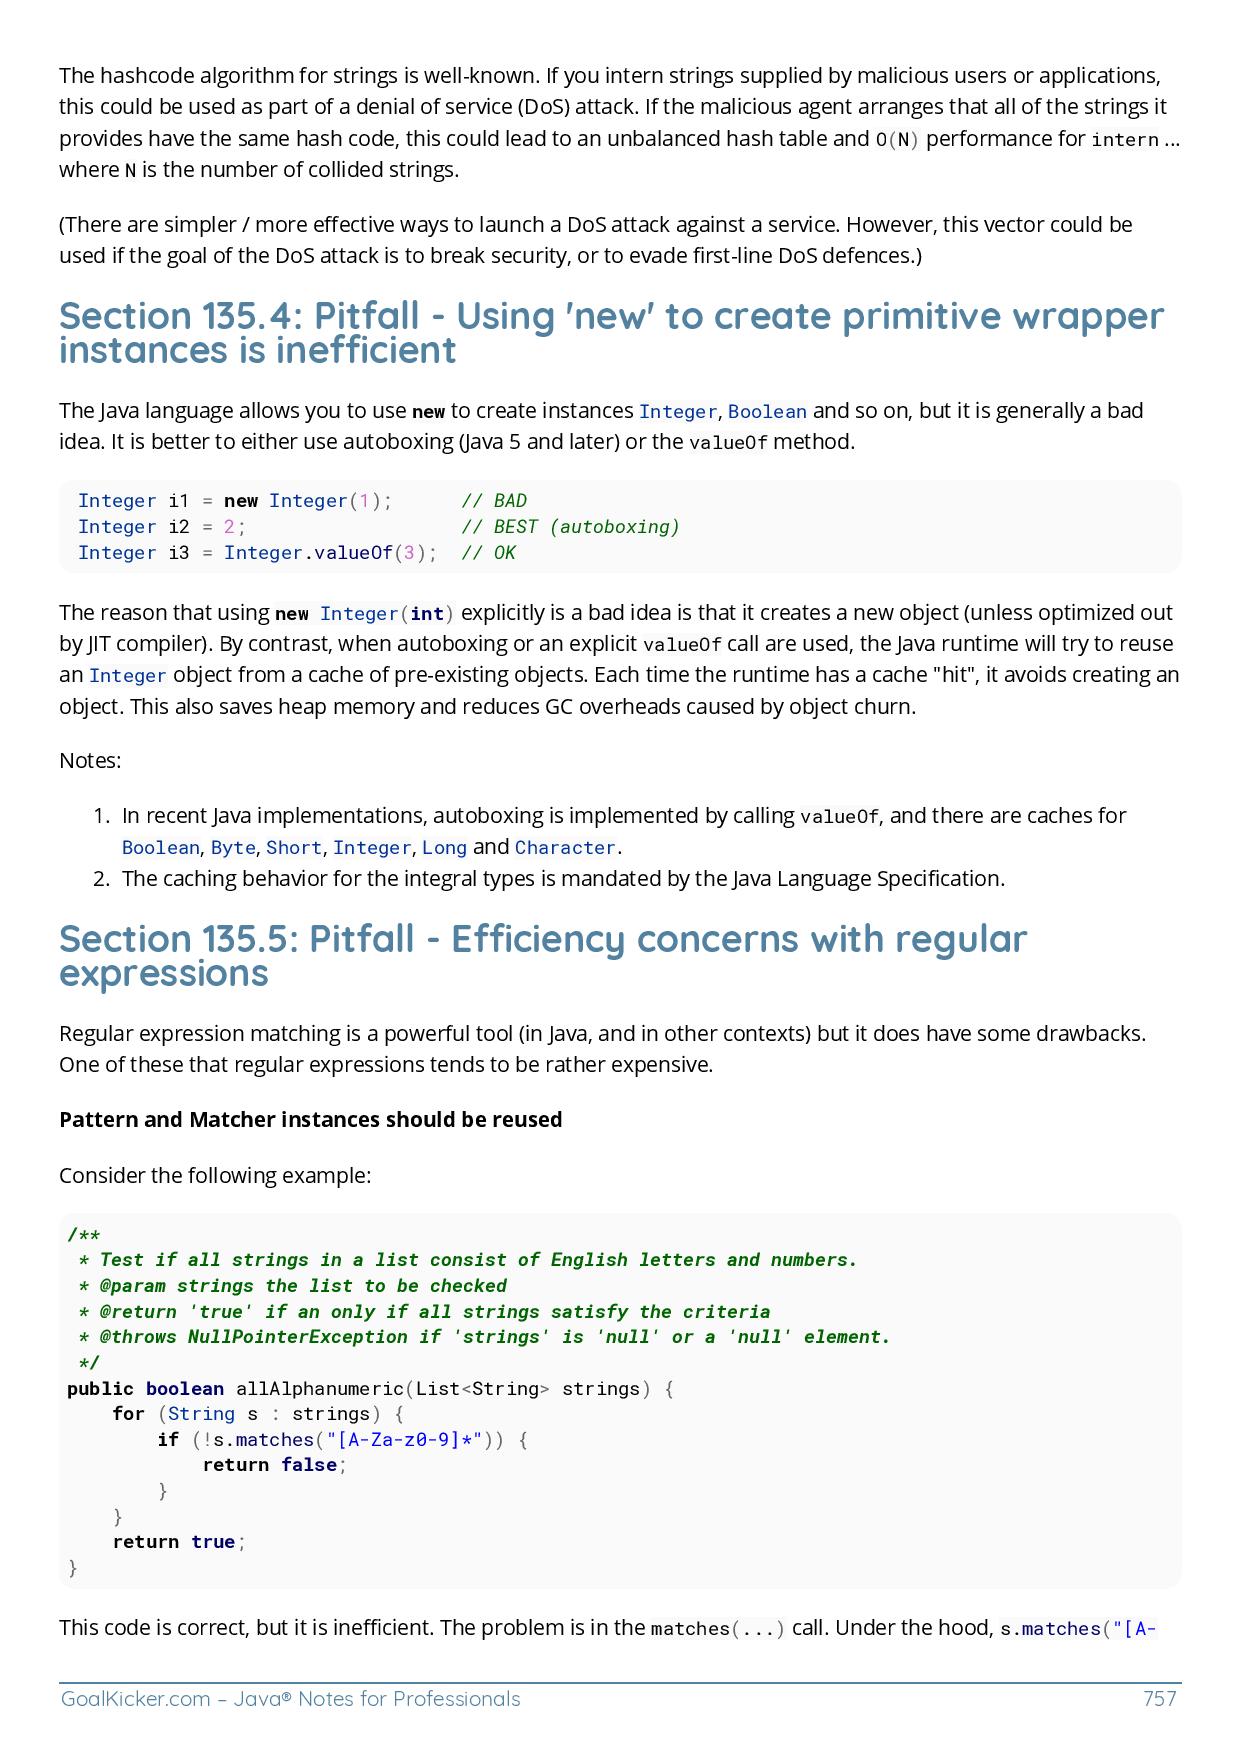 The hashcode algorithm for strings is well-known. If you intern strings supplied by malicious users or applications,
this could be used as part of a denial of service (DoS) attack. If the malicious agent arranges that all of the strings it
provides have the same hash code, this could lead to an unbalanced hash table and O(N) performance for intern ...
where N is the number of collided strings.
(There are simpler / more effective ways to launch a DoS attack against a service. However, this vector could be
used if the goal of the DoS attack is to break security, or to evade first-line DoS defences.)
Section 135.4: Pitfall - Using 'new' to create primitive wrapper
instances is inefficient
The Java language allows you to use new to create instances Integer, Boolean and so on, but it is generally a bad
idea. It is better to either use autoboxing (Java 5 and later) or the valueOf method.
Integer i1 = new Integer(1);      // BAD
Integer i2 = 2;                   // BEST (autoboxing)
Integer i3 = Integer.valueOf(3);  // OK
The reason that using new Integer(int) explicitly is a bad idea is that it creates a new object (unless optimized out
by JIT compiler). By contrast, when autoboxing or an explicit valueOf call are used, the Java runtime will try to reuse
an Integer object from a cache of pre-existing objects. Each time the runtime has a cache "hit", it avoids creating an
object. This also saves heap memory and reduces GC overheads caused by object churn.
Notes:
1. In recent Java implementations, autoboxing is implemented by calling valueOf, and there are caches for
Boolean, Byte, Short, Integer, Long and Character.
2. The caching behavior for the integral types is mandated by the Java Language Specification.
Section 135.5: Pitfall - Efficiency concerns with regular
expressions
Regular expression matching is a powerful tool (in Java, and in other contexts) but it does have some drawbacks.
One of these that regular expressions tends to be rather expensive.
Pattern and Matcher instances should be reused
Consider the following example:
/**
 * Test if all strings in a list consist of English letters and numbers.
 * @param strings the list to be checked
 * @return 'true' if an only if all strings satisfy the criteria
 * @throws NullPointerException if 'strings' is 'null' or a 'null' element.
 */
public boolean allAlphanumeric(List<String> strings) {
    for (String s : strings) {
        if (!s.matches("[A-Za-z0-9]*")) {
            return false;
        }
    }
    return true;
}
This code is correct, but it is inefficient. The problem is in the matches(...) call. Under the hood, s.matches("[A-
GoalKicker.com – Java® Notes for Professionals 757